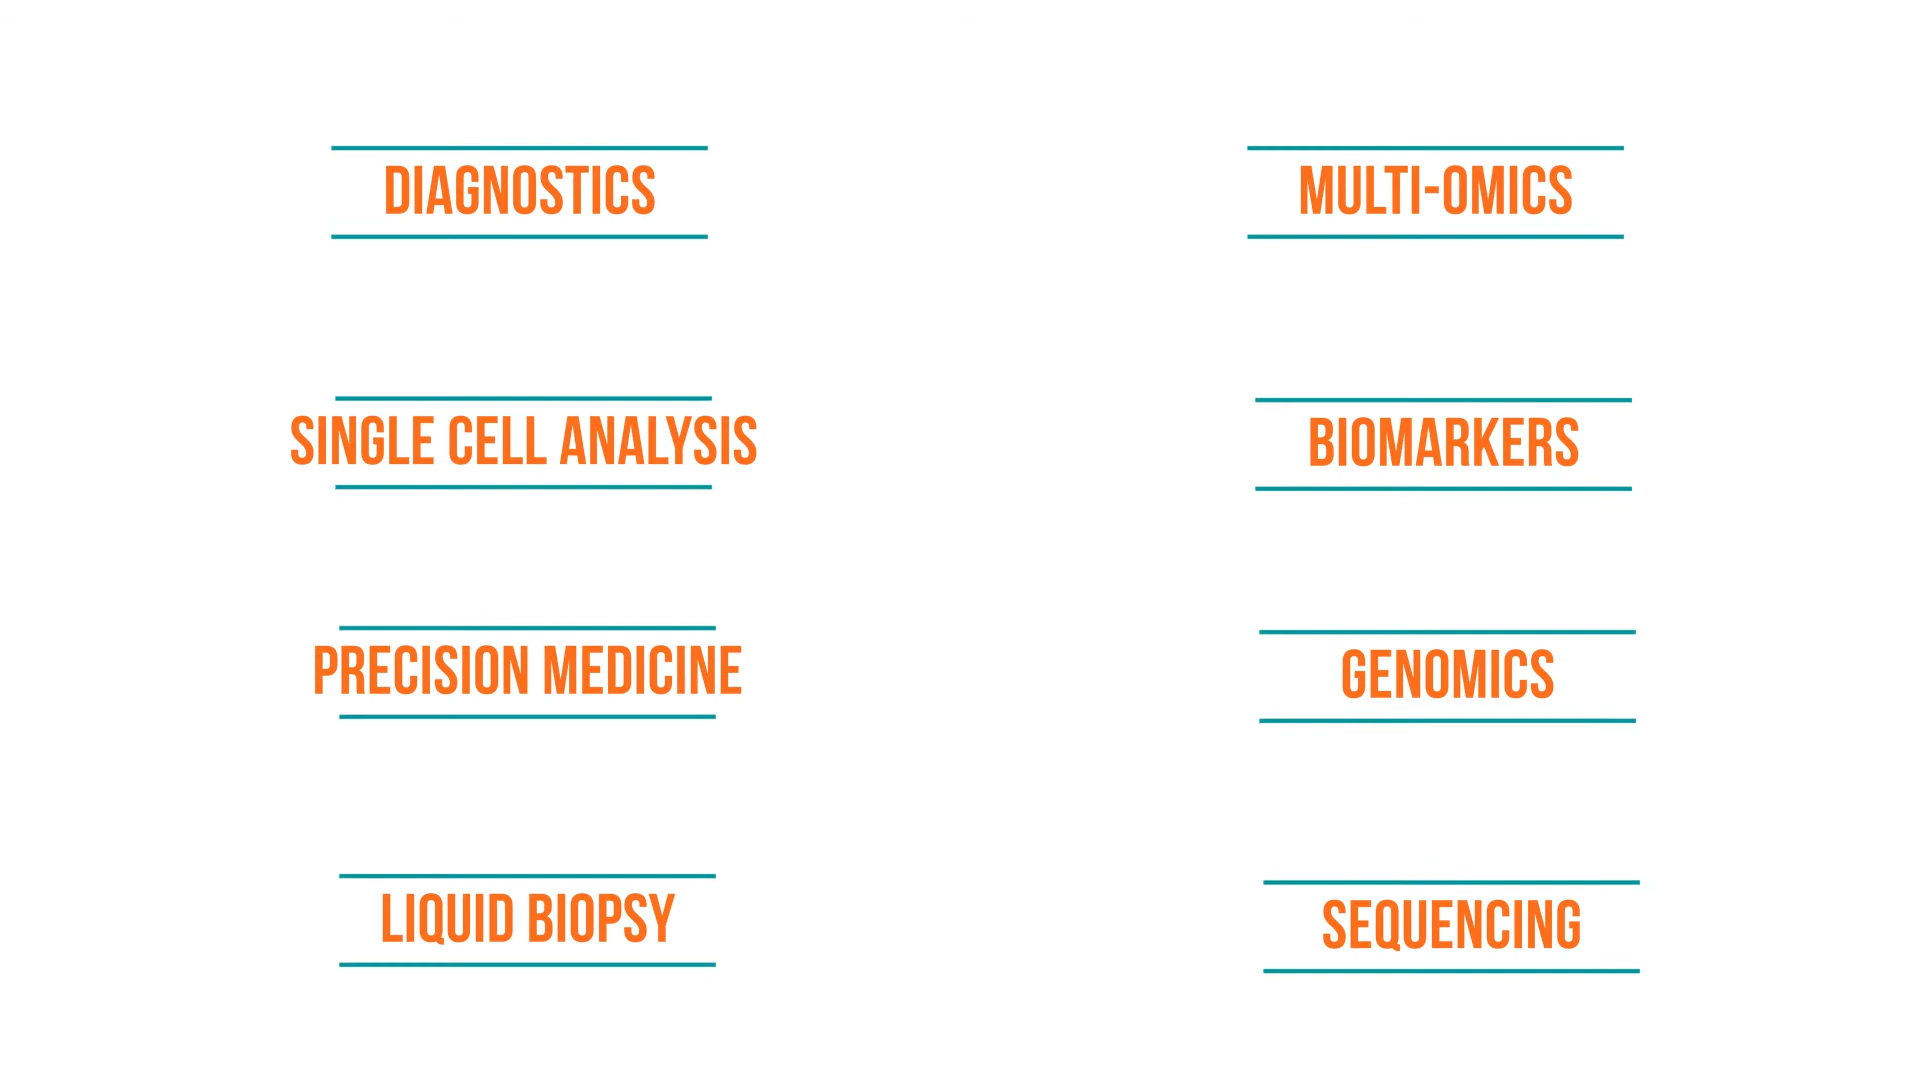 DIAGNOSTICS
MULTI-OMICS
SINGLE CELL ANALYSIS
BIOMARKERS
PRECISION MEDICINE
GENOMICS
LIQUID BIOPSY
SEQUENCING